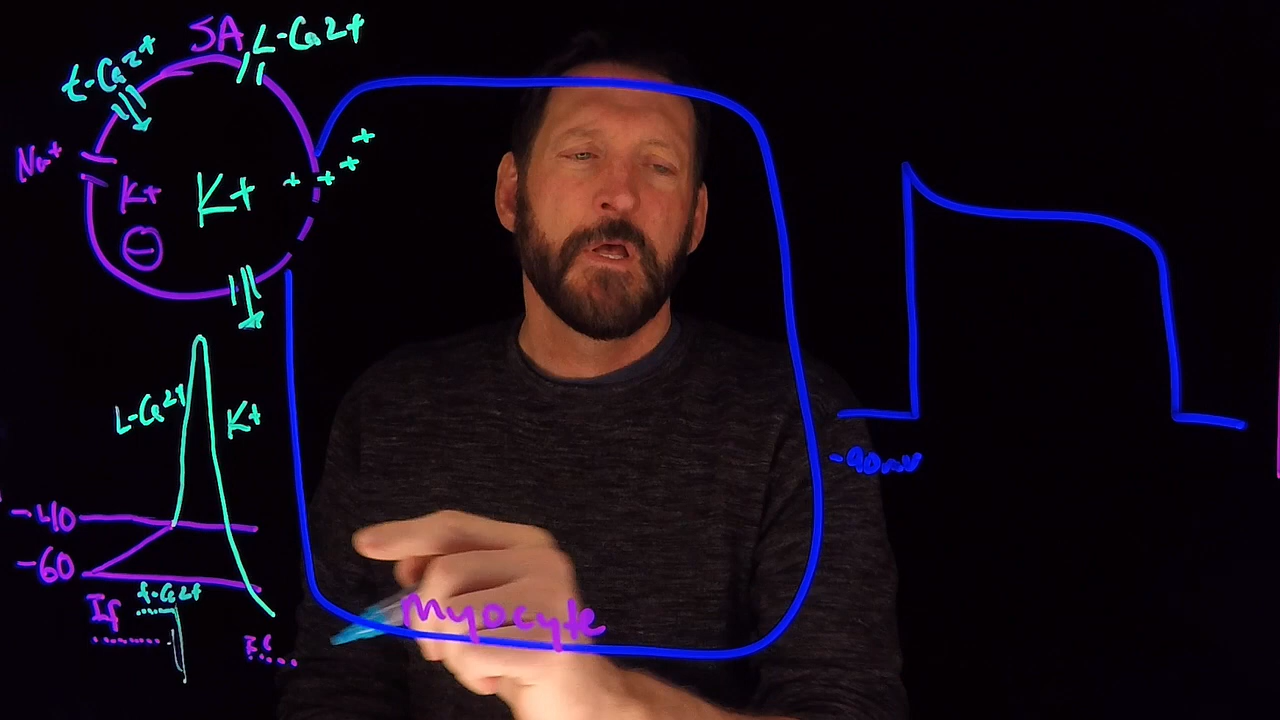 SA
L-Ca2+
t-Ca2+
Na+
K+
K+
-
+ + + +
L-Ca2+
K+
-40
-60
t-Ca2+
If
Myocyte
-90mV